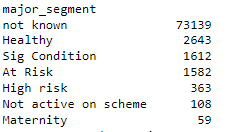 major_segment
not known 73139
Healthy 2643
Sig Condition 1612
At Risk 1582
High risk 363
Not active on scheme 108
Maternity 59